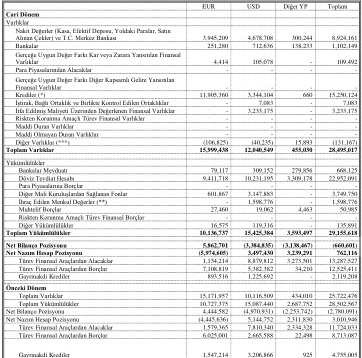 EUR USD Diğer YP Toplam
Cari Dönem
Varlıklar
Nakit Değerler (Kasa, Efektif Deposu, Yoldaki Paralar, Satın
Alınan Çekler) ve T.C. Merkez Bankası 3,945,209 4,678,708 300,244 8,924,161
Bankalar 251,280 712,636 138,233 1,102,149
Gerçeğe Uygun Değer Farkı Kar veya Zarara Yansıtılan Finansal
Varlıklar 4,414 105,078 - 109,492
Para Piyasalarından Alacaklar - - - -
Gerçeğe Uygun Değer Farkı Diğer Kapsamlı Gelire Yansıtılan
Finansal Varlıklar - - - -
Krediler (*) 11,905,360 3,344,104 660 15,250,124
İştirak, Bağlı Ortaklık ve Birlikte Kontrol Edilen Ortaklıklar - 7,083 - 7,083
İtfa Edilmiş Maliyeti Üzerinden Değerlenen Finansal Varlıklar - 3,233,175 - 3,233,175
Riskten Korunma Amaçlı Türev Finansal Varlıklar - - - -
Maddi Duran Varlıklar - - - -
Maddi Olmayan Duran Varlıklar - - - -
Diğer Varlıklar (***) (106,825) (40,235) 15,893 (131,167)
Toplam Varlıklar 15,999,438 12,040,549 455,030 28,495,017
Yükümlülükler
Bankalar Mevduatı 79,117 309,152 279,856 668,125
Döviz Tevdiat Hesabı 9,411,718 10,231,195 3,309,178 22,952,091
Para Piyasalarına Borçlar - - - -
Diğer Mali Kuruluşlardan Sağlanan Fonlar 601,867 3,147,883 - 3,749,750
İhraç Edilen Menkul Değerler (**) - 1,598,776 - 1,598,776
Muhtelif Borçlar 27,460 19,062 4,463 50,985
Riskten Korunma Amaçlı Türev Finansal Borçlar - - - -
Diğer Yükümlülükler 16,575 119,316 - 135,891
Toplam Yükümlülükler 10,136,737 15,425,384 3,593,497 29,155,618
Net Bilanço Pozisyonu 5,862,701 (3,384,835) (3,138,467) (660,601)
Net Nazım Hesap Pozisyonu (5,974,605) 3,497,430 3,239,291 762,116
Türev Finansal Araçlardan Alacaklar 1,134,214 8,879,812 3,273,501 13,287,527
Türev Finansal Araçlardan Borçlar 7,108,819 5,382,382 34,210 12,525,411
Gayrinakdi Krediler 893,516 1,225,692 - 2,119,208
Önceki Dönem
Toplam Varlıklar 15,171,957 10,116,509 434,010 25,722,476
Toplam Yükümlülükler 10,727,375 15,087,440 2,687,752 28,502,567
Net Bilanço Pozisyonu 4,444,582 (4,970,931) (2,253,742) (2,780,091)
Net Nazım Hesap Pozisyonu (4,445,636) 5,144,752 2,311,830 3,010,946
Türev Finansal Araçlardan Alacaklar 1,579,365 7,810,340 2,334,328 11,724,033
Türev Finansal Araçlardan Borçlar 6,025,001 2,665,588 22,498 8,713,087
Gayrinakdi Krediler 1,547,214 3,206,866 925 4,755,005